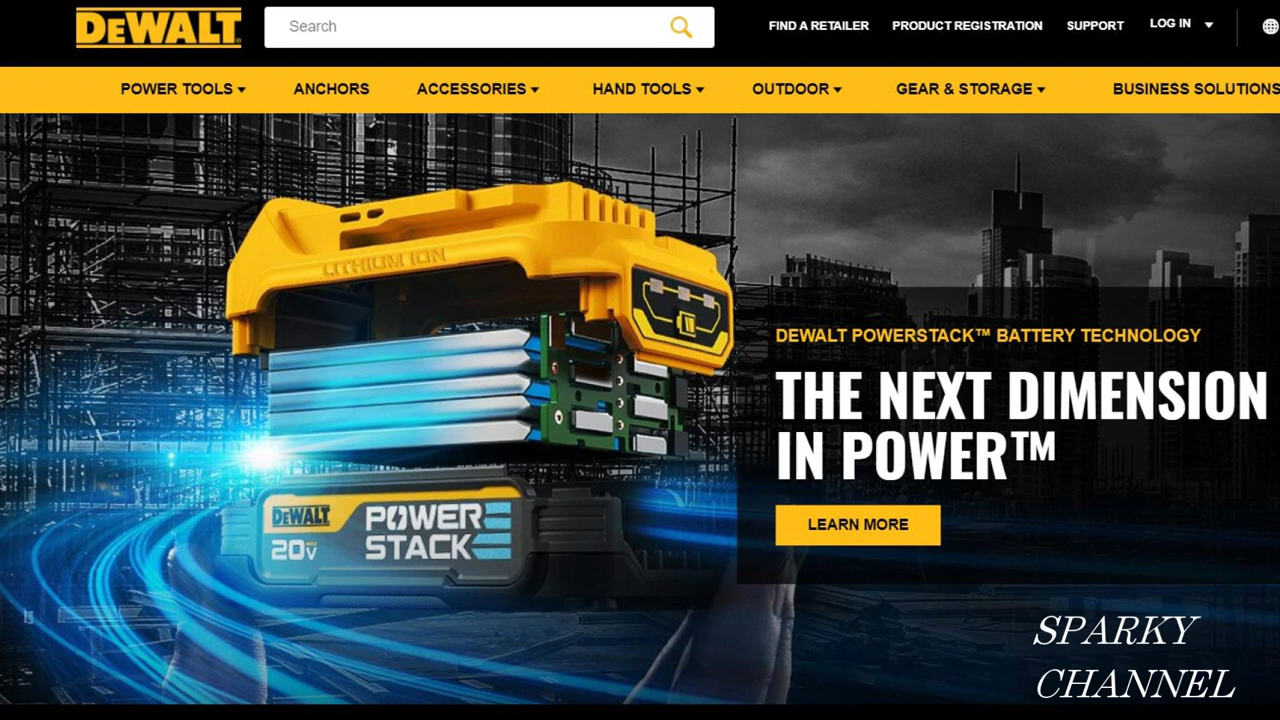 DEWALT
Search
FIND A RETAILER
PRODUCT REGISTRATION
SUPPORT
LOG IN
POWER TOOLS
ANCHORS
ACCESSORIES
HAND TOOLS
OUTDOOR
GEAR & STORAGE
BUSINESS SOLUTIONS
LITHIUM ION
DEWALT
20V MAX
POWER
STACK
DEWALT POWERSTACK™ BATTERY TECHNOLOGY
THE NEXT DIMENSION
IN POWER™
LEARN MORE
SPARKY
CHANNEL